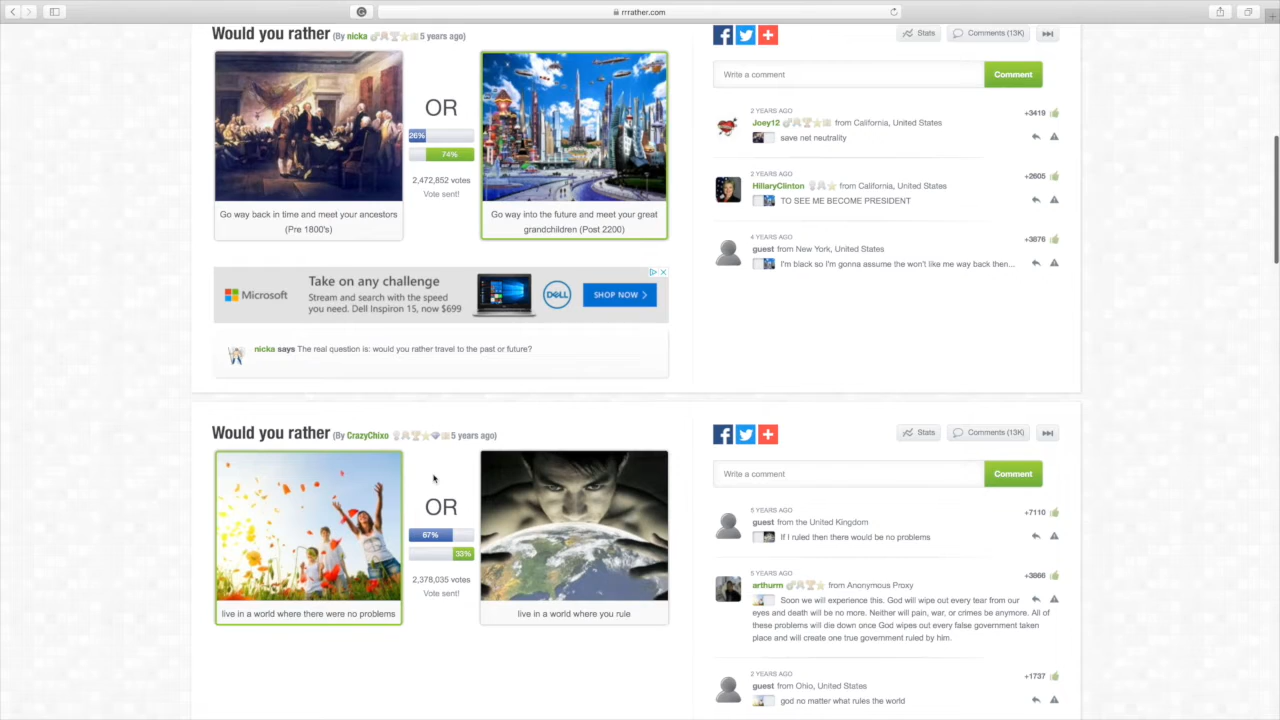 rrrather.com
Would you rather (By nicka 5 years ago)
OR
26%
74%
2,472,852 votes
Vote sent!
Go way back in time and meet your ancestors
(Pre 1800's)
Go way into the future and meet your great
grandchildren (Post 2200)
Microsoft
Take on any challenge
Stream and search with the speed
you need. Dell Inspiron 15, now $699
DELL
SHOP NOW
nicka says The real question is: would you rather travel to the past or future?
Stats
Comments (13K)
Write a comment
Comment
2 YEARS AGO
Joey12 from California, United States
save net neutrality
+3419
2 YEARS AGO
HillaryClinton from California, United States
TO SEE ME BECOME PRESIDENT
+2605
4 YEARS AGO
guest from New York, United States
I'm black so I'm gonna assume the won't like me way back then...
+3876
Would you rather (By CrazyChixo 5 years ago)
OR
67%
33%
2,378,035 votes
Vote sent!
live in a world where there were no problems
live in a world where you rule
Stats
Comments (13K)
Write a comment
Comment
5 YEARS AGO
guest from the United Kingdom
If I ruled then there would be no problems
+7110
5 YEARS AGO
arthurm from Anonymous Proxy
Soon we will experience this. God will wipe out every tear from our
eyes and death will be no more. Neither will pain, war, or crimes be anymore. All of
these problems will die down once God wipes out every false government taken
place and will create one true government ruled by him.
+3866
2 YEARS AGO
guest from Ohio, United States
god no matter what rules the world
+1737